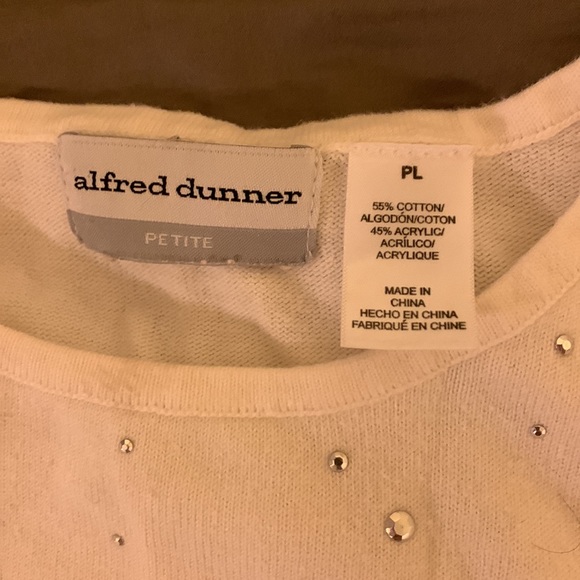 alfred dunner
PETITE
PL
55% COTTON/
ALGODÓN/COTON
45% ACRYLIC/
ACRÍLICO/
ACRYLIQUE
MADE IN
CHINA
HECHO EN CHINA
FABRIQUÉ EN CHINE